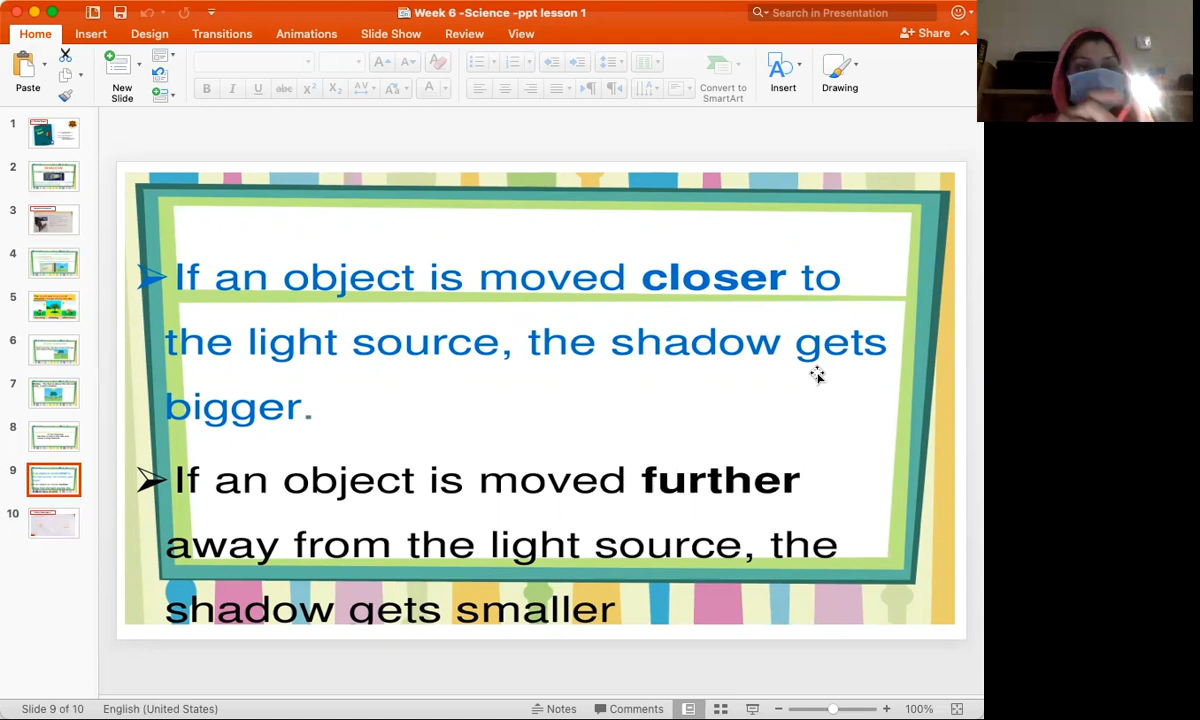 Week 6 -Science -ppt lesson 1
Search in Presentation
Home Insert Design Transitions Animations Slide Show Review View Share
Paste New Slide Convert to SmartArt Insert Drawing
1
2
3
4
5
6
7
8
9
10
➢If an object is moved closer to
the light source, the shadow gets
bigger.
➢If an object is moved further
away from the light source, the
shadow gets smaller
Slide 9 of 10 English (United States) Notes Comments 100%